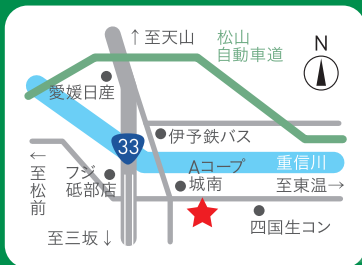 ↑至天山
松山
自動車道
N
愛媛日産
33
伊予鉄バス
重信川
Aコープ
城南
至東温→
←至松前
フジ
砥部店
四国生コン
至三坂↓